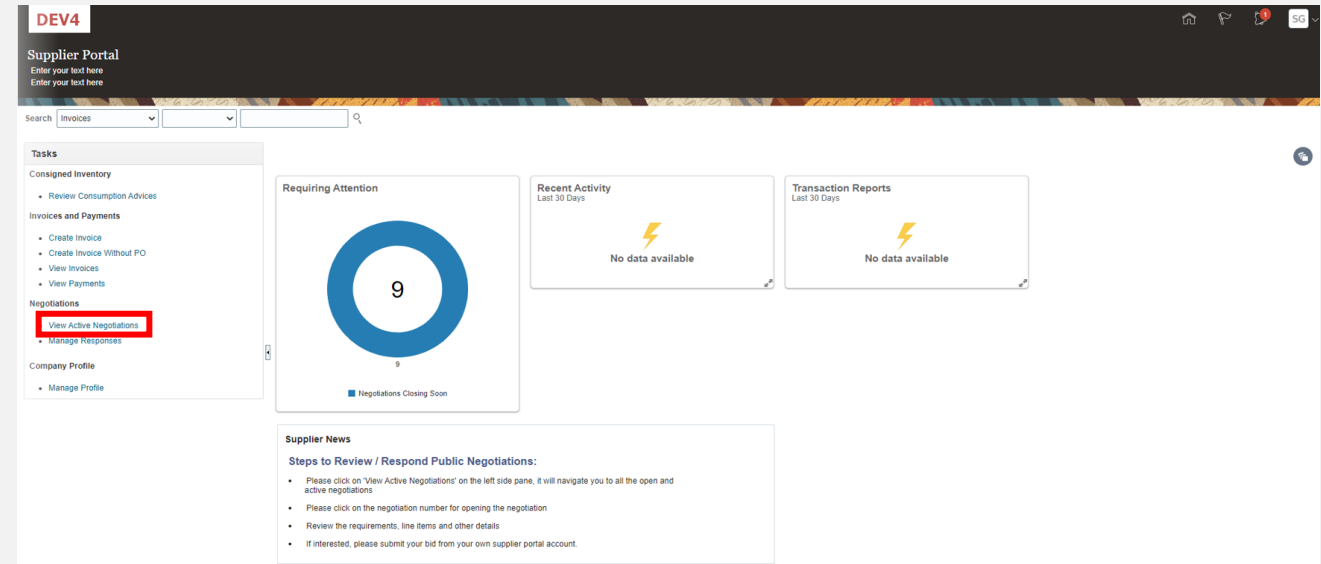 DEV4
1
SG
Supplier Portal
Enter your text here
Enter your text here
Search Invoices
Tasks
Consigned Inventory
• Review Consumption Advices
Invoices and Payments
• Create Invoice
• Create Invoice Without PO
• View Invoices
• View Payments
Negotiations
View Active Negotiations
• Manage Responses
Company Profile
• Manage Profile
Requiring Attention
9
9
Negotiations Closing Soon
Recent Activity
Last 30 Days
No data available
Transaction Reports
Last 30 Days
No data available
Supplier News
Steps to Review / Respond Public Negotiations:
• Please click on 'View Active Negotiations' on the left side pane, it will navigate you to all the open and
active negotiations
• Please click on the negotiation number for opening the negotiation
• Review the requirements, line items and other details
• If interested, please submit your bid from your own supplier portal account.